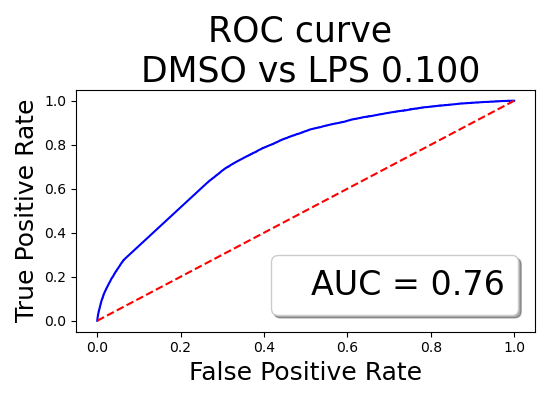 ROC curve
DMSO vs LPS 0.100
True Positive Rate
1.0
0.8
0.6
0.4
0.2
0.0
AUC = 0.76
0.0 0.2 0.4 0.6 0.8 1.0
False Positive Rate